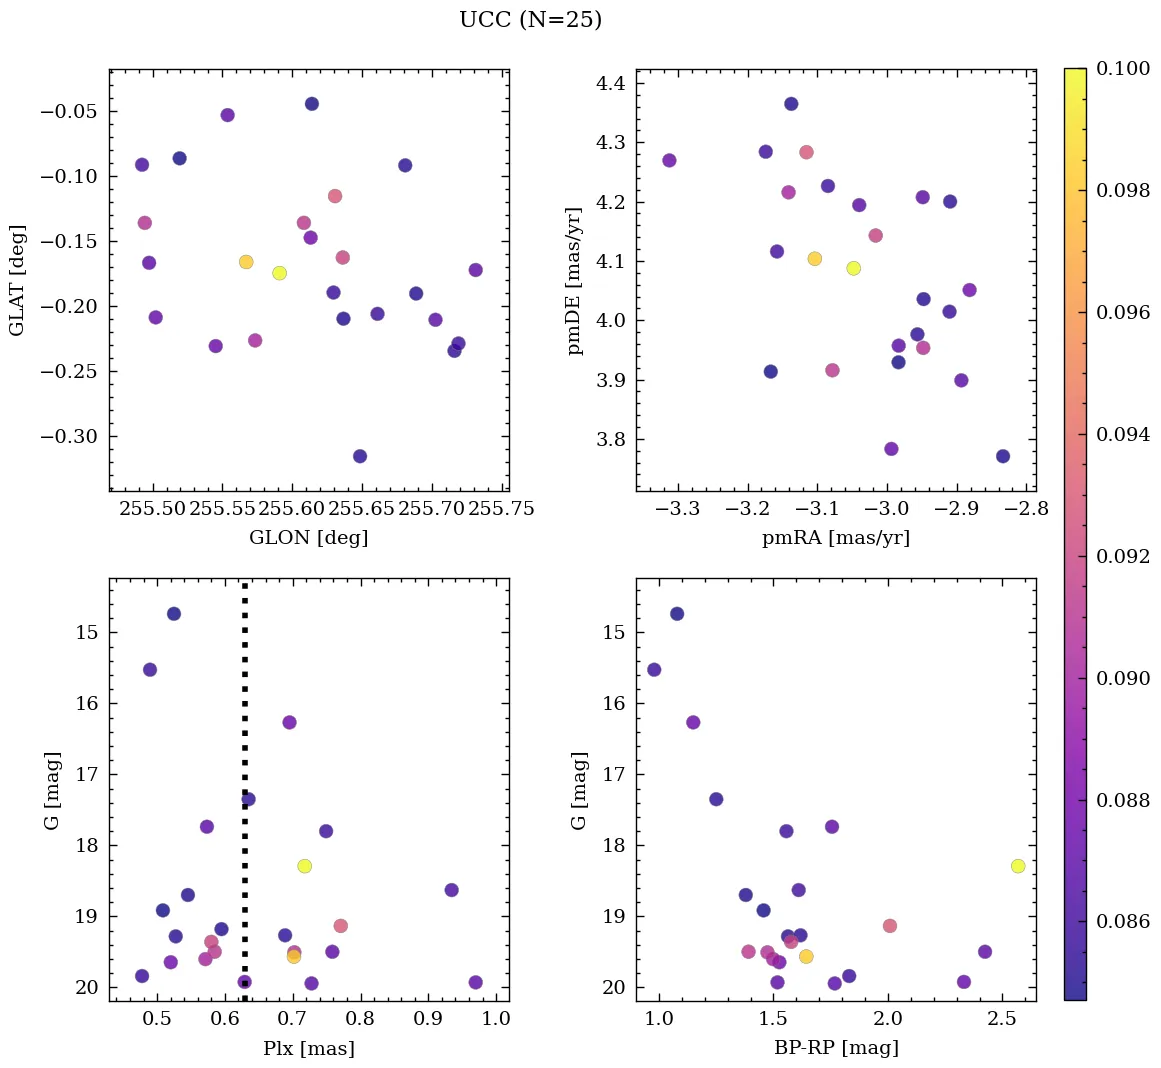 UCC (N=25)
−0.05
−0.10
−0.15
−0.20
−0.25
−0.30
GLAT [deg]
255.50 255.55 255.60 255.65 255.70 255.75
GLON [deg]
4.4
4.3
4.2
4.1
4.0
3.9
3.8
pmDE [mas/yr]
−3.3 −3.2 −3.1 −3.0 −2.9 −2.8
pmRA [mas/yr]
0.100
0.098
0.096
0.094
0.092
0.090
0.088
0.086
15
16
17
18
19
20
G [mag]
0.5 0.6 0.7 0.8 0.9 1.0
Plx [mas]
15
16
17
18
19
20
G [mag]
1.0 1.5 2.0 2.5
BP-RP [mag]